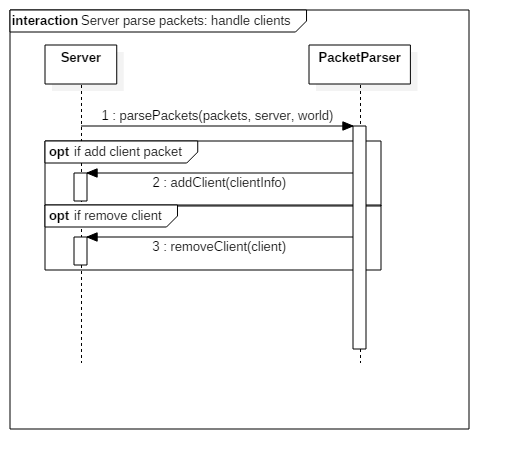 interaction Server parse packets: handle clients
Server
PacketParser
1 : parsePackets(packets, server, world)
opt if add client packet
2 : addClient(clientInfo)
opt if remove client
3 : removeClient(client)